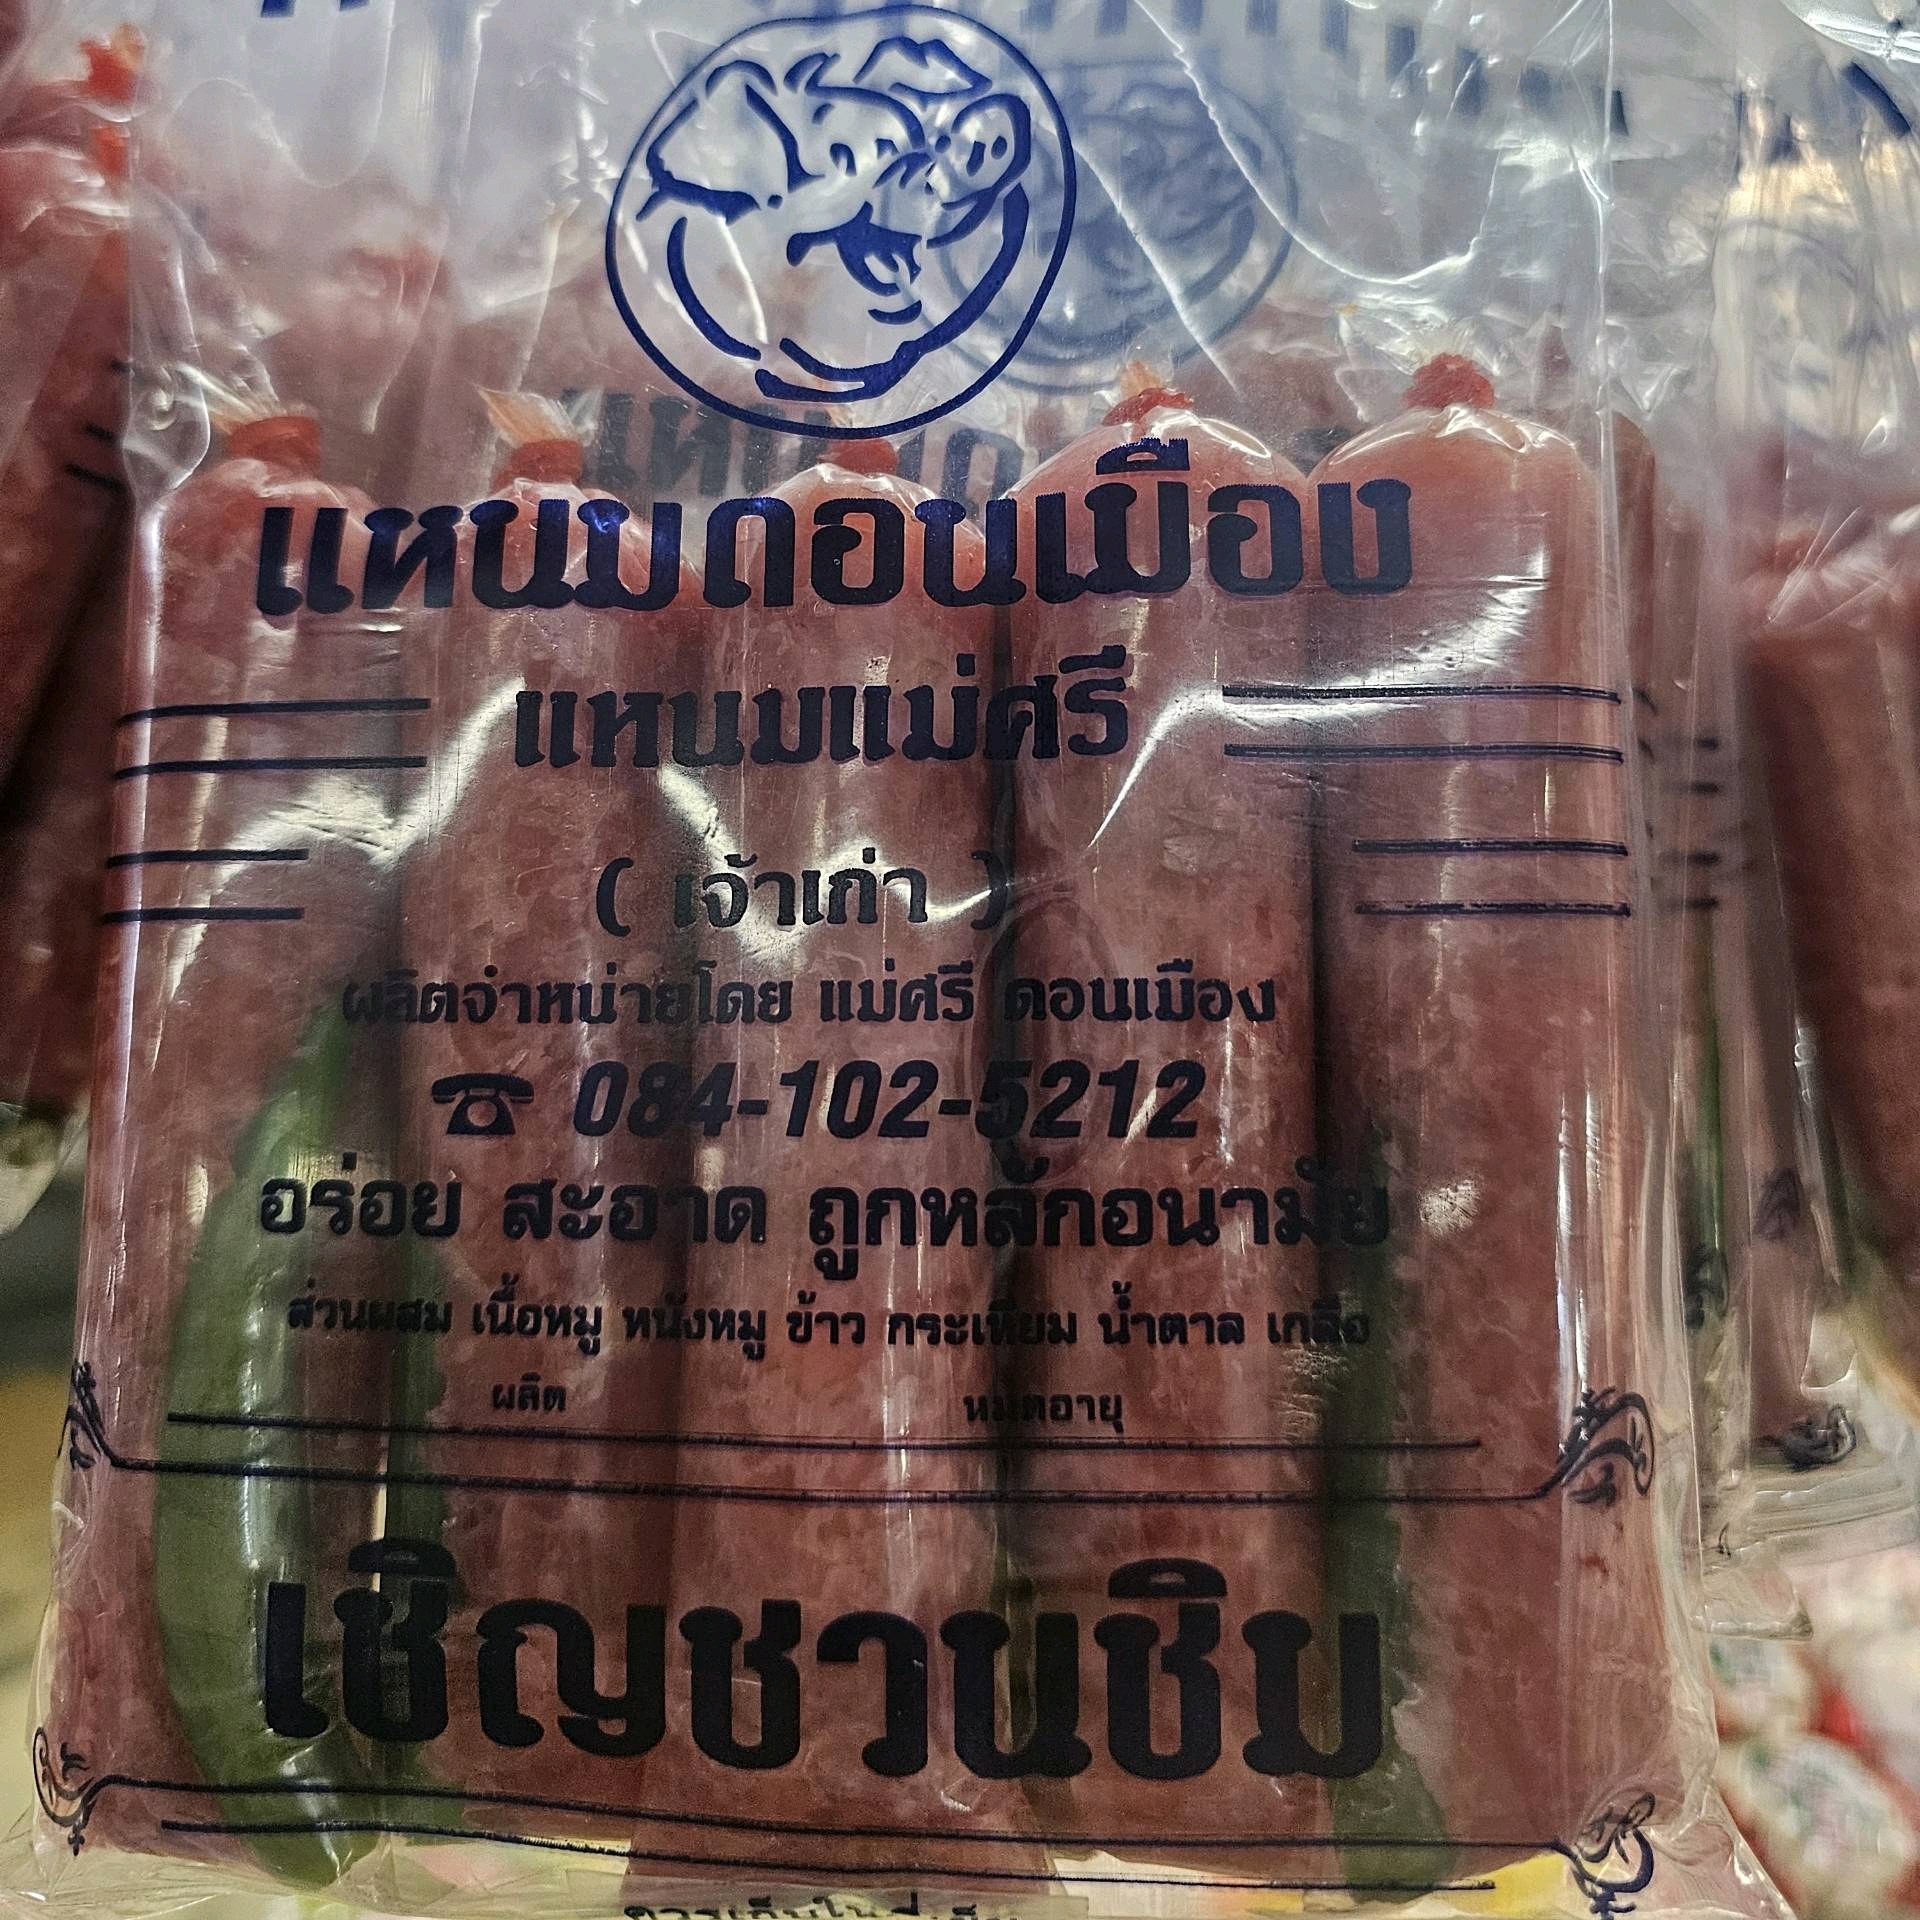 แหนมดอนเมือง
แหนมแม่ศรี
( เจ้าเก่า )
ผลิตจำหน่ายโดย แม่ศรี ดอนเมือง
☎ 084-102-5212
อร่อย สะอาด ถูกหลักอนามัย
ส่วนผสม เนื้อหมู หนังหมู ข้าว กระเทียม น้ำตาล เกลือ
ผลิต หมดอายุ
เชิญชวนชิม